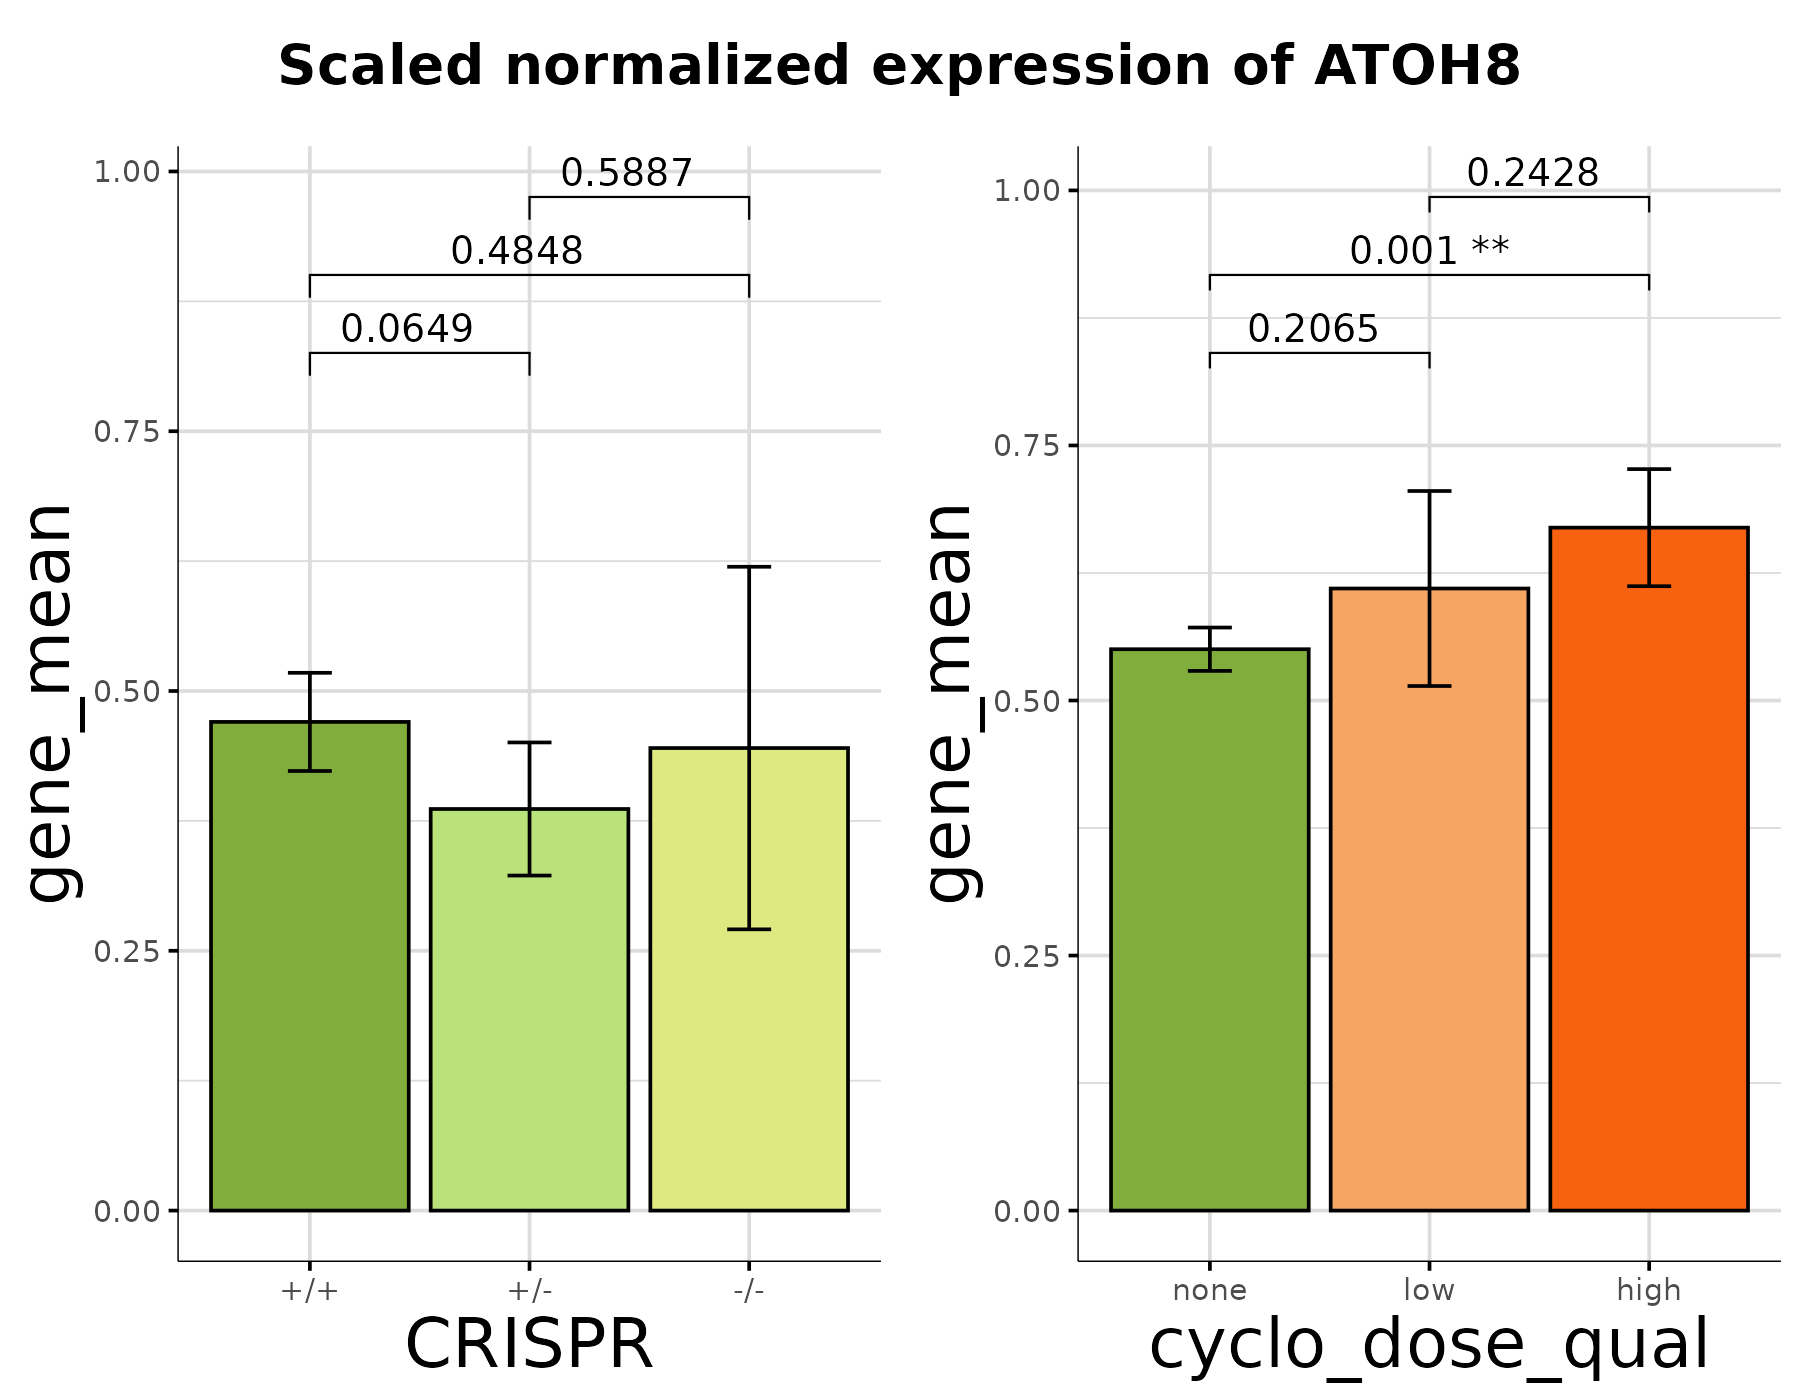 Scaled normalized expression of ATOH8
gene_mean
1.00
0.75
0.50
0.25
0.00
0.5887
0.4848
0.0649
+/+
+/-
-/-
CRISPR
gene_mean
1.00
0.75
0.50
0.25
0.00
0.2428
0.001 **
0.2065
none
low
high
cyclo_dose_qual